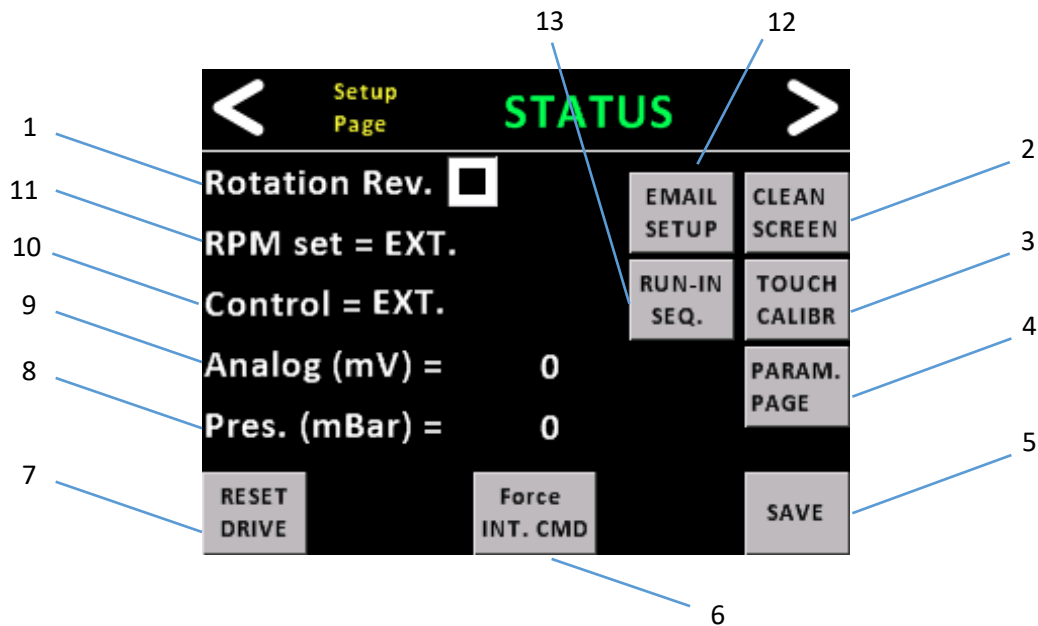 13
12
< Setup
Page
STATUS >
1
Rotation Rev.
EMAIL
SETUP
CLEAN
SCREEN
2
11
RPM set = EXT.
10
Control = EXT.
RUN-IN
SEQ.
TOUCH
CALIBR
3
9
Analog (mV) = 0
PARAM.
PAGE
4
8
Pres. (mBar) = 0
7
RESET
DRIVE
Force
INT. CMD
SAVE
5
6